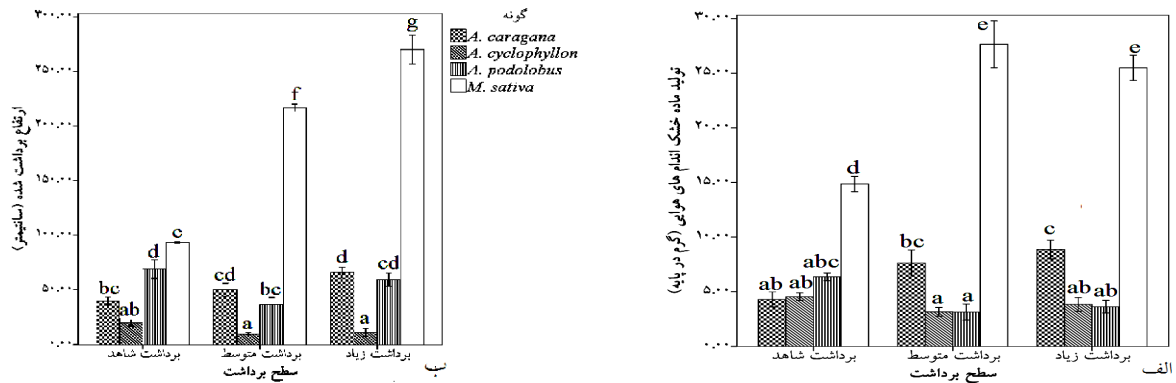 گونه
A. caragana
A. cyclophyllon
A. podolobus
M. sativa
ارتفاع برداشت شده (سانتیمتر)
۳۰۰.۰۰
۲۵۰.۰۰
۲۰۰.۰۰
۱۵۰.۰۰
۱۰۰.۰۰
۵۰.۰۰
.۰۰
bc ab d c
cd a bc f
cd a cd g
برداشت شاهد برداشت متوسط برداشت زیاد
سطح برداشت
ب
تولید ماده خشک اندام های هوایی (گرم در پایه)
۳۰.۰۰
۲۵.۰۰
۲۰.۰۰
۱۵.۰۰
۱۰.۰۰
۵.۰۰
.۰۰
ab ab abc d
bc a a e
c ab ab e
برداشت شاهد برداشت متوسط برداشت زیاد
سطح برداشت
الف